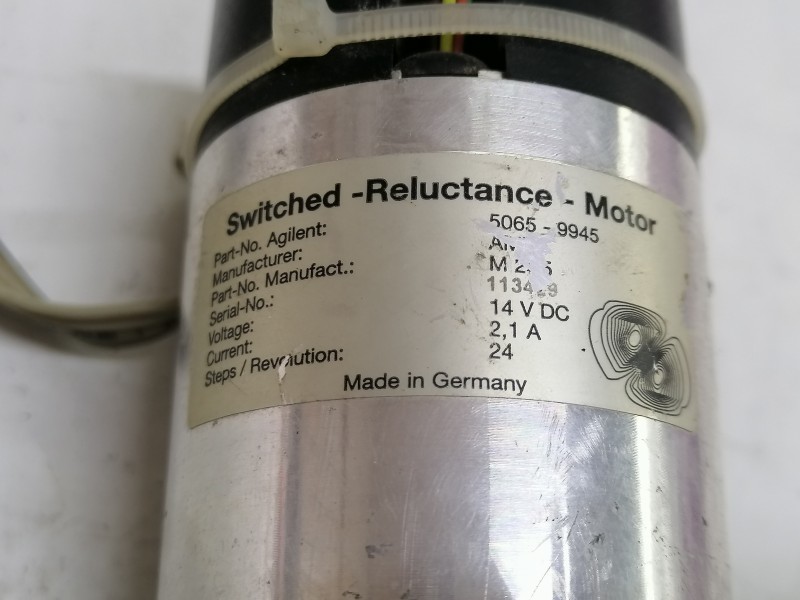 Switched -Reluctance - Motor
Part-No. Agilent: 5065 - 9945
Manufacturer:
Part-No. Manufact.:
Serial-No.:
Voltage: 14 V DC
Current: 2,1 A
Steps / Revolution: 24
Made in Germany